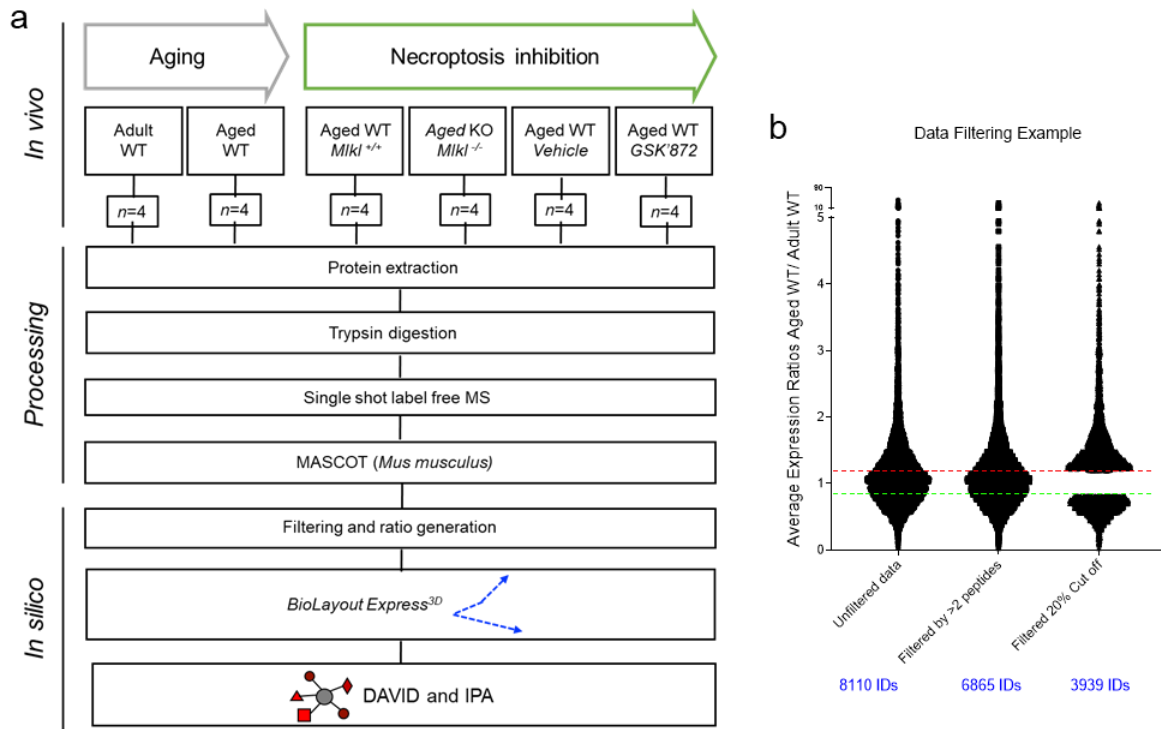 a
Aging
Necroptosis inhibition
In vivo
Adult
WT
Aged
WT
Aged WT
Mlkl +/+
Aged KO
Mlkl -/-
Aged WT
Vehicle
Aged WT
GSK'872
n=4
n=4
n=4
n=4
n=4
n=4
Processing
Protein extraction
Trypsin digestion
Single shot label free MS
MASCOT (Mus musculus)
In silico
Filtering and ratio generation
BioLayout Express3D
DAVID and IPA
b
Data Filtering Example
Average Expression Ratios Aged WT/ Adult WT
90
10
5
4
3
2
1
0
Unfiltered data
Filtered by >2 peptides
Filtered 20% Cut off
8110 IDs
6865 IDs
3939 IDs